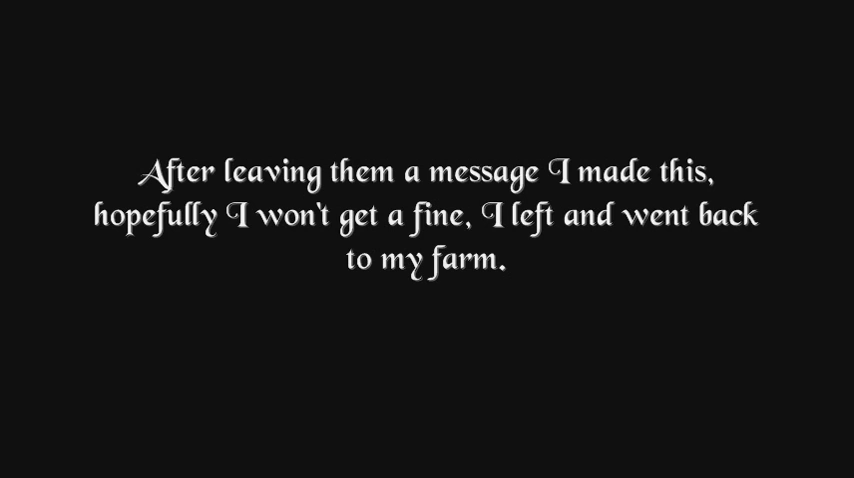 After leaving them a message I made this,
hopefully I won't get a fine, I left and went back
to my farm.